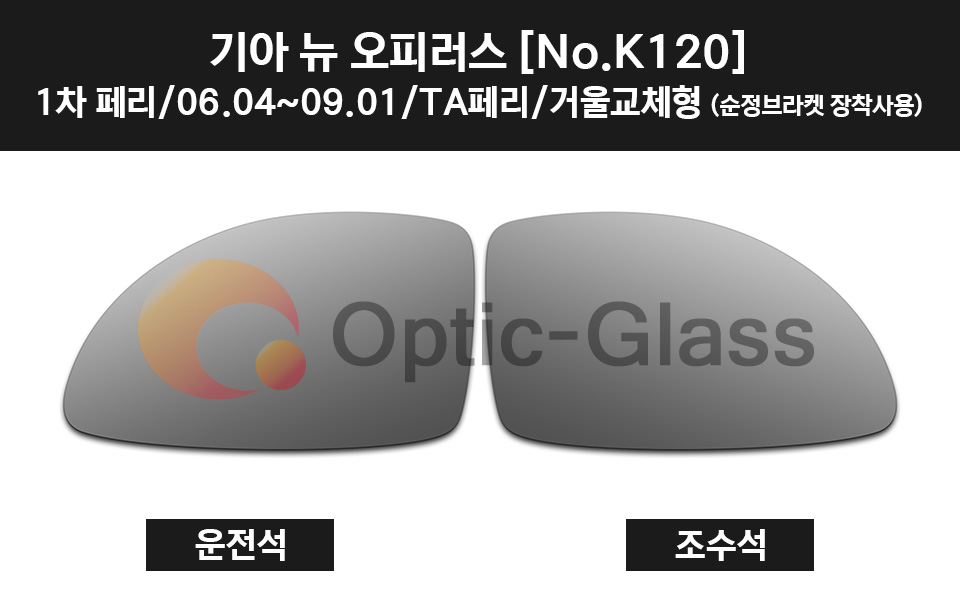 기아 뉴 오피러스 [No.K120]
1차 페리/06.04~09.01/TA페리/거울교체형 (순정브라켓 장착사용)
Optic-Glass
운전석
조수석